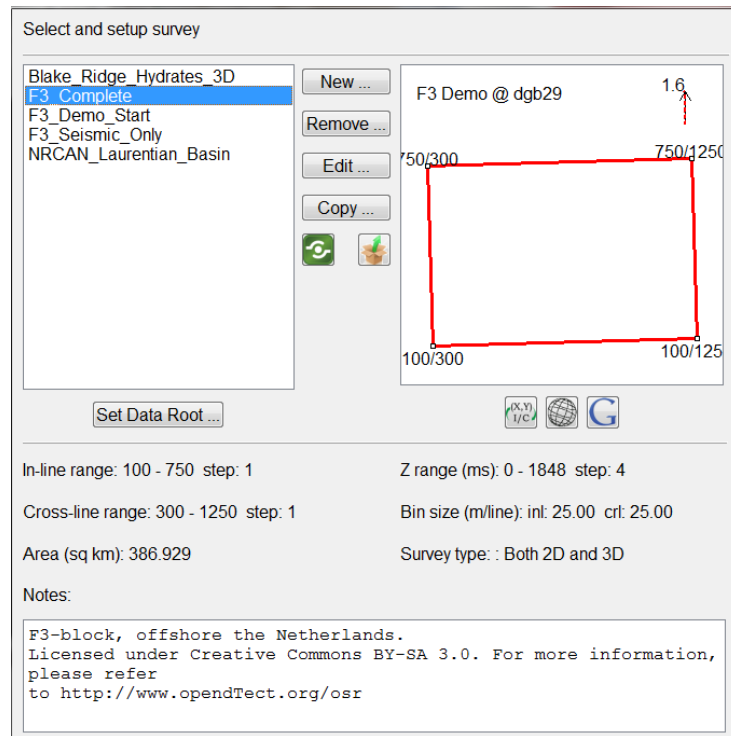 Select and setup survey
Blake_Ridge_Hydrates_3D
F3_Complete
F3_Demo_Start
F3_Seismic_Only
NRCAN_Laurentian_Basin
New ...
Remove ...
Edit ...
Copy ...
F3 Demo @ dgb29
1.6
750/300
750/1250
100/300
100/125
Set Data Root ...
(X,Y)
I/C
G
In-line range: 100 - 750 step: 1
Z range (ms): 0 - 1848 step: 4
Cross-line range: 300 - 1250 step: 1
Bin size (m/line): inl: 25.00 crl: 25.00
Area (sq km): 386.929
Survey type: : Both 2D and 3D
Notes:
F3-block, offshore the Netherlands.
Licensed under Creative Commons BY-SA 3.0. For more information,
please refer
to http://www.opendTect.org/osr